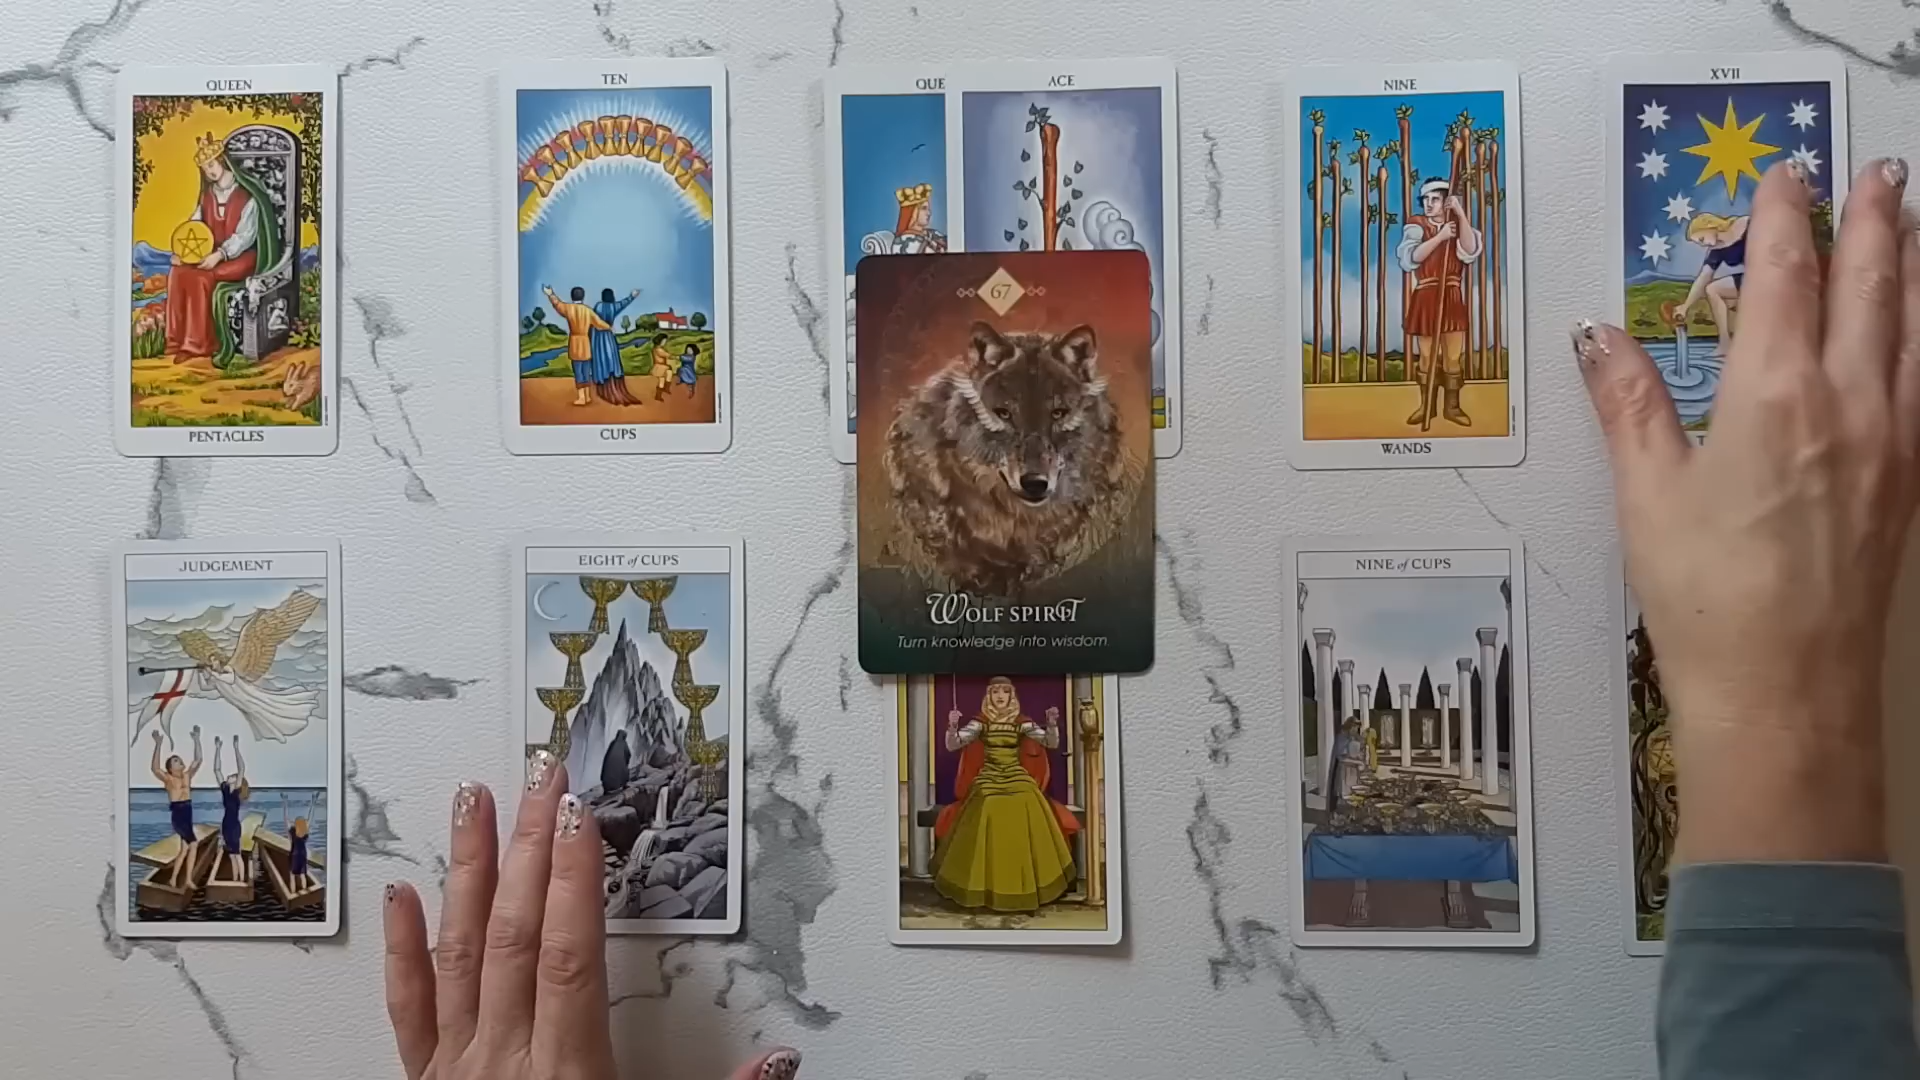 QUEEN
PENTACLES
TEN
CUPS
QUE
ACE
NINE
WANDS
XVII
T
67
WOLF SPIRIT
Turn knowledge into wisdom.
JUDGEMENT
EIGHT of CUPS
NINE of CUPS